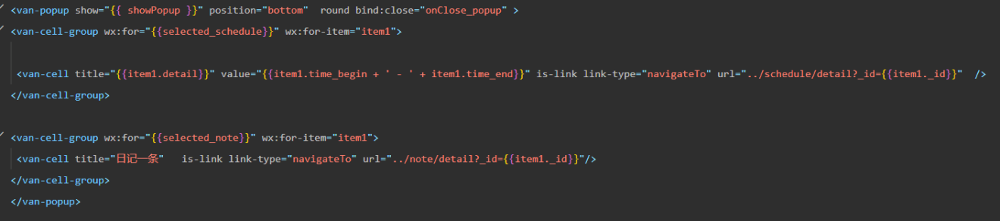 <van-popup show="{{ showPopup }}" position="bottom"  round bind:close="onClose_popup" >
<van-cell-group wx:for="{{selected_schedule}}" wx:for-item="item1">
<van-cell title="{{item1.detail}}" value="{{item1.time_begin + ' - ' + item1.time_end}}" is-link link-type="navigateTo" url="../schedule/detail?_id={{item1._id}}"  />
</van-cell-group>
<van-cell-group wx:for="{{selected_note}}" wx:for-item="item1">
<van-cell title="日记一条"   is-link link-type="navigateTo" url="../note/detail?_id={{item1._id}}"/>
</van-cell-group>
</van-popup>